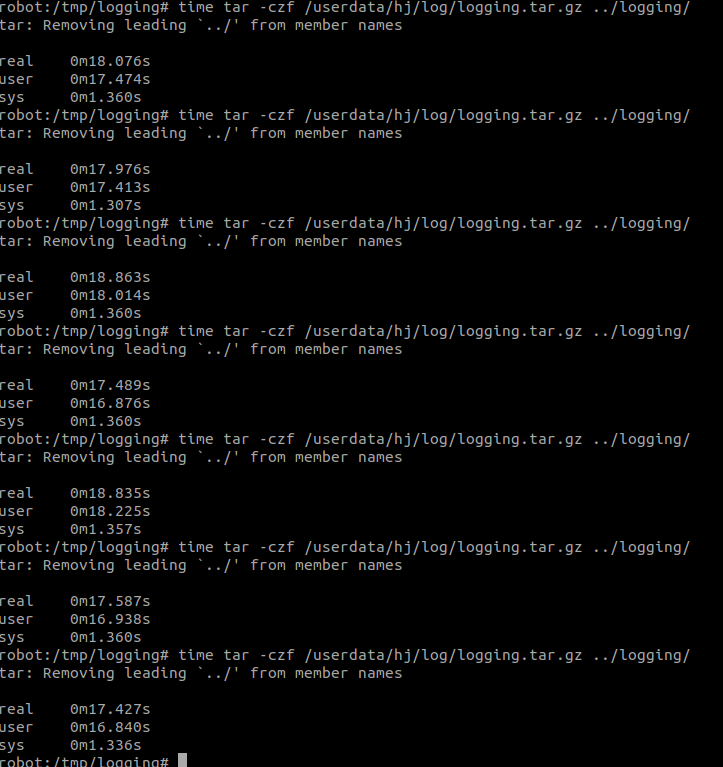 robot:/tmp/logging# time tar -czf /userdata/hj/log/logging.tar.gz ../logging/
tar: Removing leading `../' from member names
real    0m18.076s
user    0m17.474s
sys     0m1.360s
robot:/tmp/logging# time tar -czf /userdata/hj/log/logging.tar.gz ../logging/
tar: Removing leading `../' from member names
real    0m17.976s
user    0m17.413s
sys     0m1.307s
robot:/tmp/logging# time tar -czf /userdata/hj/log/logging.tar.gz ../logging/
tar: Removing leading `../' from member names
real    0m18.863s
user    0m18.014s
sys     0m1.360s
robot:/tmp/logging# time tar -czf /userdata/hj/log/logging.tar.gz ../logging/
tar: Removing leading `../' from member names
real    0m17.489s
user    0m16.876s
sys     0m1.360s
robot:/tmp/logging# time tar -czf /userdata/hj/log/logging.tar.gz ../logging/
tar: Removing leading `../' from member names
real    0m18.835s
user    0m18.225s
sys     0m1.357s
robot:/tmp/logging# time tar -czf /userdata/hj/log/logging.tar.gz ../logging/
tar: Removing leading `../' from member names
real    0m17.587s
user    0m16.938s
sys     0m1.360s
robot:/tmp/logging# time tar -czf /userdata/hj/log/logging.tar.gz ../logging/
tar: Removing leading `../' from member names
real    0m17.427s
user    0m16.840s
sys     0m1.336s
robot:/tmp/logging#